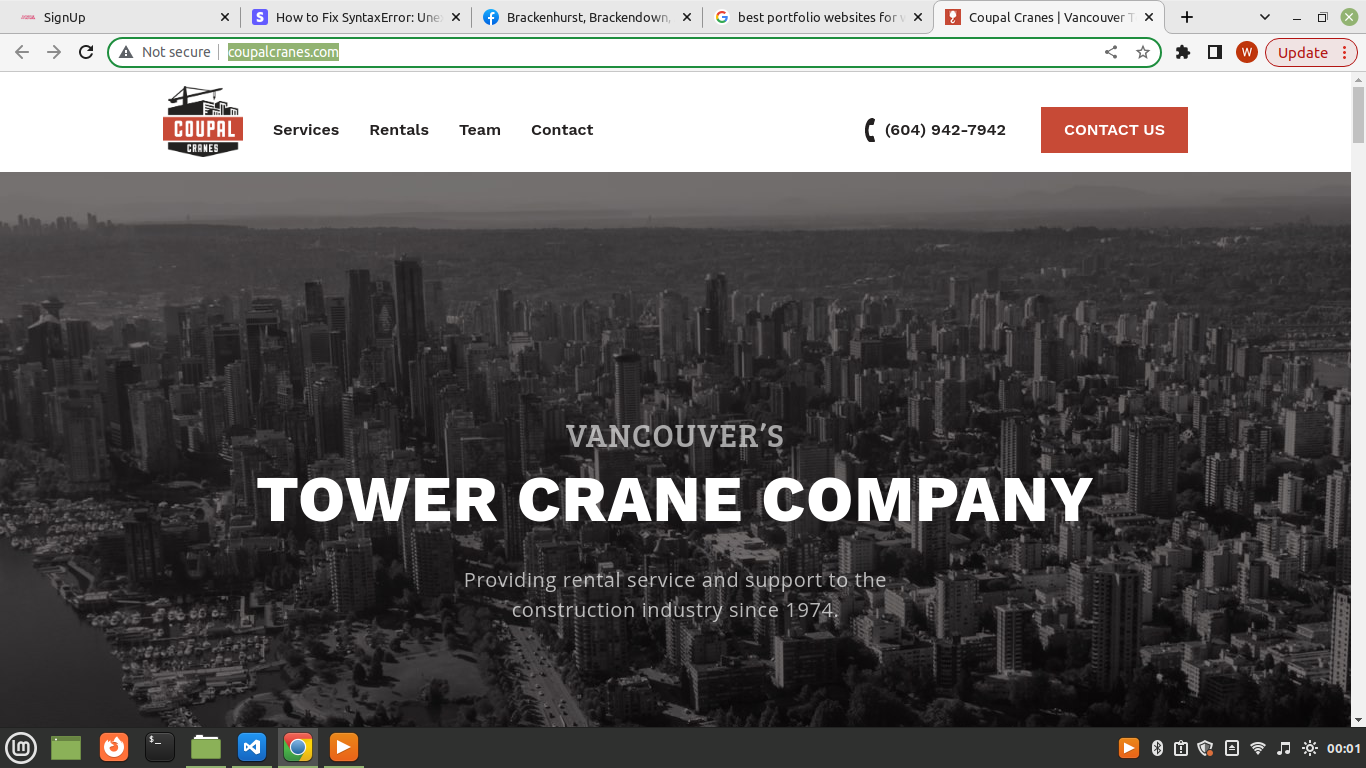 SignUp
How to Fix SyntaxError: Une
Brackenhurst, Brackendown,
best portfolio websites for w
Coupal Cranes | Vancouver T
Not secure
coupalcranes.com
W
Update
COUPAL
CRANES
Services
Rentals
Team
Contact
(604) 942-7942
CONTACT US
VANCOUVER’S
TOWER CRANE COMPANY
Providing rental service and support to the
construction industry since 1974.
00:01